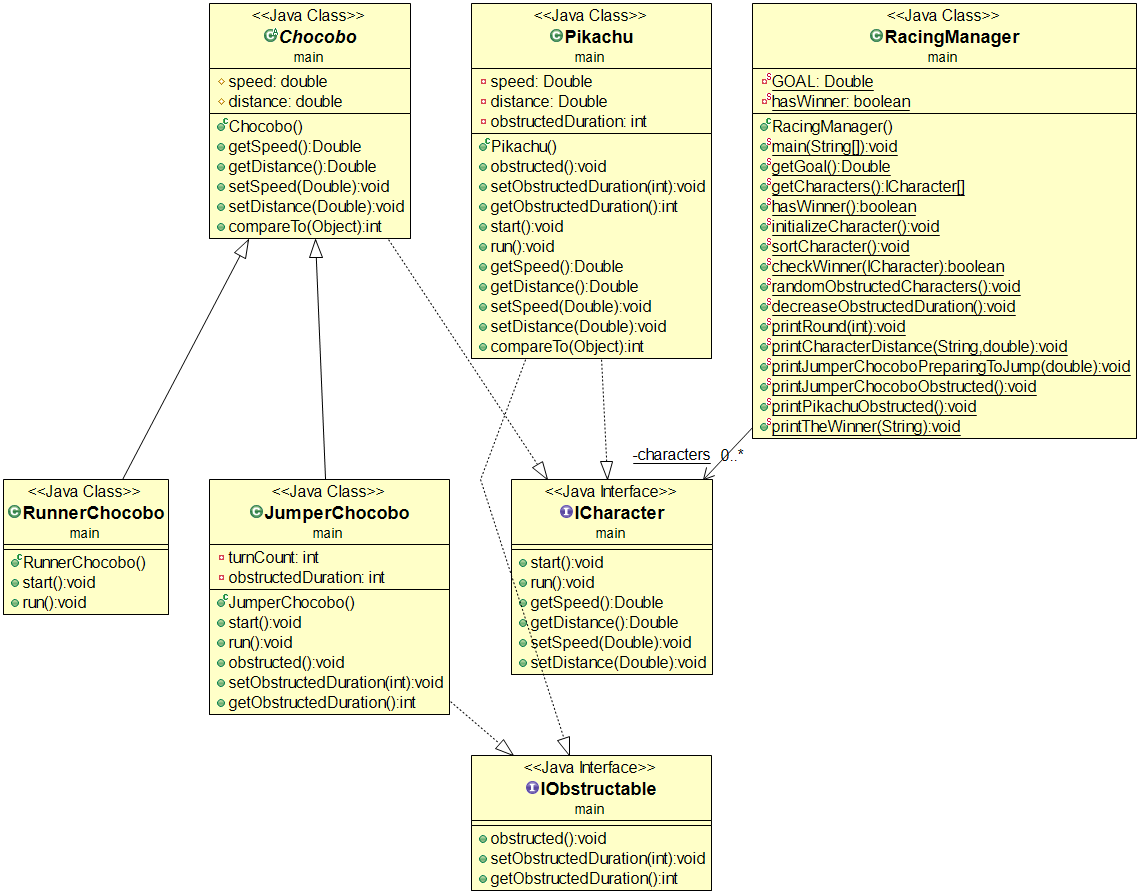 <<Java Class>>
Chocobo
main
speed: double
distance: double
Chocobo()
getSpeed():Double
getDistance():Double
setSpeed(Double):void
setDistance(Double):void
compareTo(Object):int
<<Java Class>>
Pikachu
main
speed: Double
distance: Double
obstructedDuration: int
Pikachu()
obstructed():void
setObstructedDuration(int):void
getObstructedDuration():int
start():void
run():void
getSpeed():Double
getDistance():Double
setSpeed(Double):void
setDistance(Double):void
compareTo(Object):int
<<Java Class>>
RacingManager
main
GOAL: Double
hasWinner: boolean
RacingManager()
main(String[]):void
getGoal():Double
getCharacters():ICharacter[]
hasWinner():boolean
initializeCharacter():void
sortCharacter():void
checkWinner(ICharacter):boolean
randomObstructedCharacters():void
decreaseObstructedDuration():void
printRound(int):void
printCharacterDistance(String,double):void
printJumperChocoboPreparingToJump(double):void
printJumperChocoboObstructed():void
printPikachuObstructed():void
printTheWinner(String):void
-characters 0..*
<<Java Class>>
RunnerChocobo
main
RunnerChocobo()
start():void
run():void
<<Java Class>>
JumperChocobo
main
turnCount: int
obstructedDuration: int
JumperChocobo()
start():void
run():void
obstructed():void
setObstructedDuration(int):void
getObstructedDuration():int
<<Java Interface>>
ICharacter
main
start():void
run():void
getSpeed():Double
getDistance():Double
setSpeed(Double):void
setDistance(Double):void
<<Java Interface>>
IObstructable
main
obstructed():void
setObstructedDuration(int):void
getObstructedDuration():int